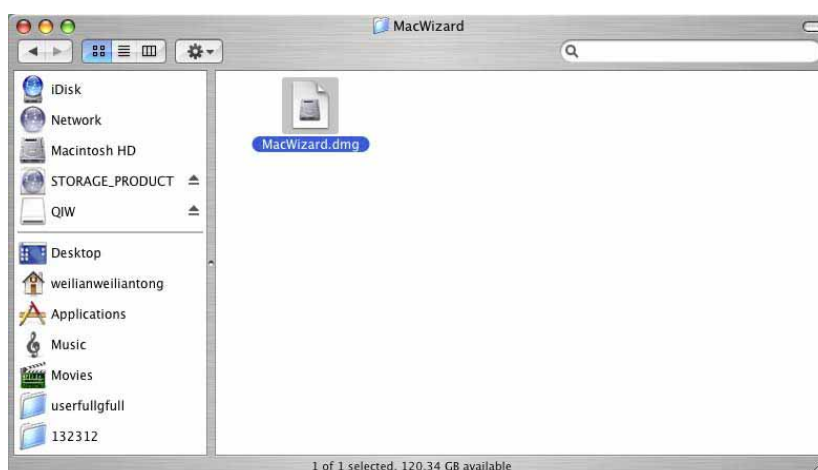 MacWizard
iDisk
Network
Macintosh HD
STORAGE_PRODUCT
QIW
Desktop
weilianweiliantong
Applications
Music
Movies
userfullgfull
132312
MacWizard.dmg
1 of 1 selected, 120.34 GB available